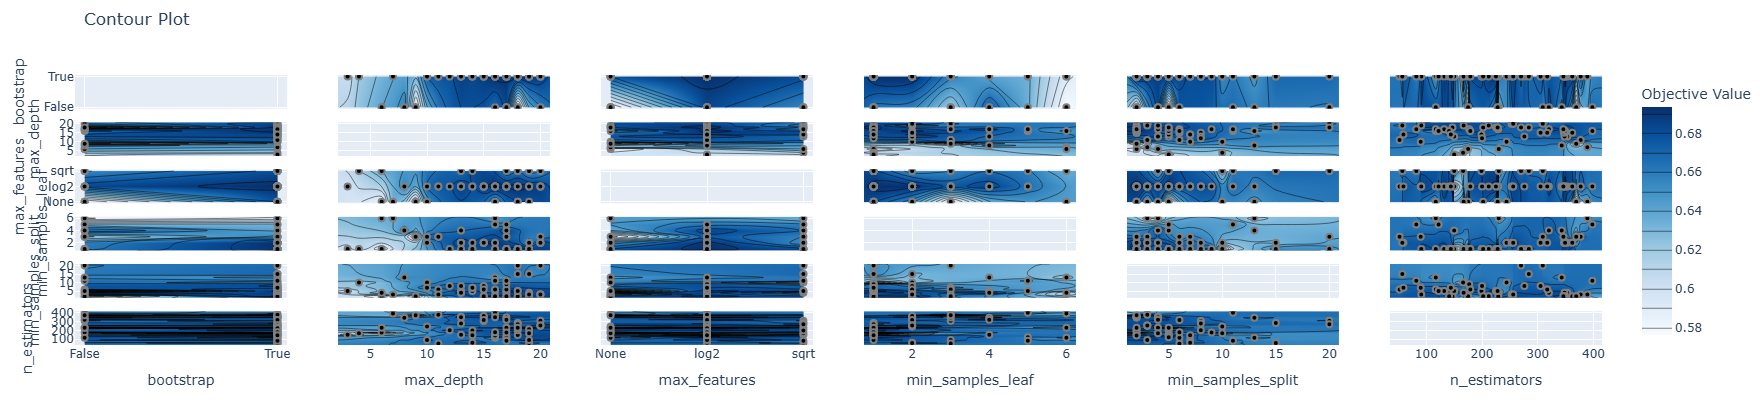 Contour Plot
bootstrap
True
False
max_depth
20
15
10
5
max_features
sqrt
log2
None
min_samples_leaf
6
4
2
min_samples_split
20
15
10
5
n_estimators
400
300
200
100
False
True
5
10
15
20
None
log2
sqrt
2
4
6
5
10
15
20
100
200
300
400
bootstrap
max_depth
max_features
min_samples_leaf
min_samples_split
n_estimators
Objective Value
0.68
0.66
0.64
0.62
0.6
0.58